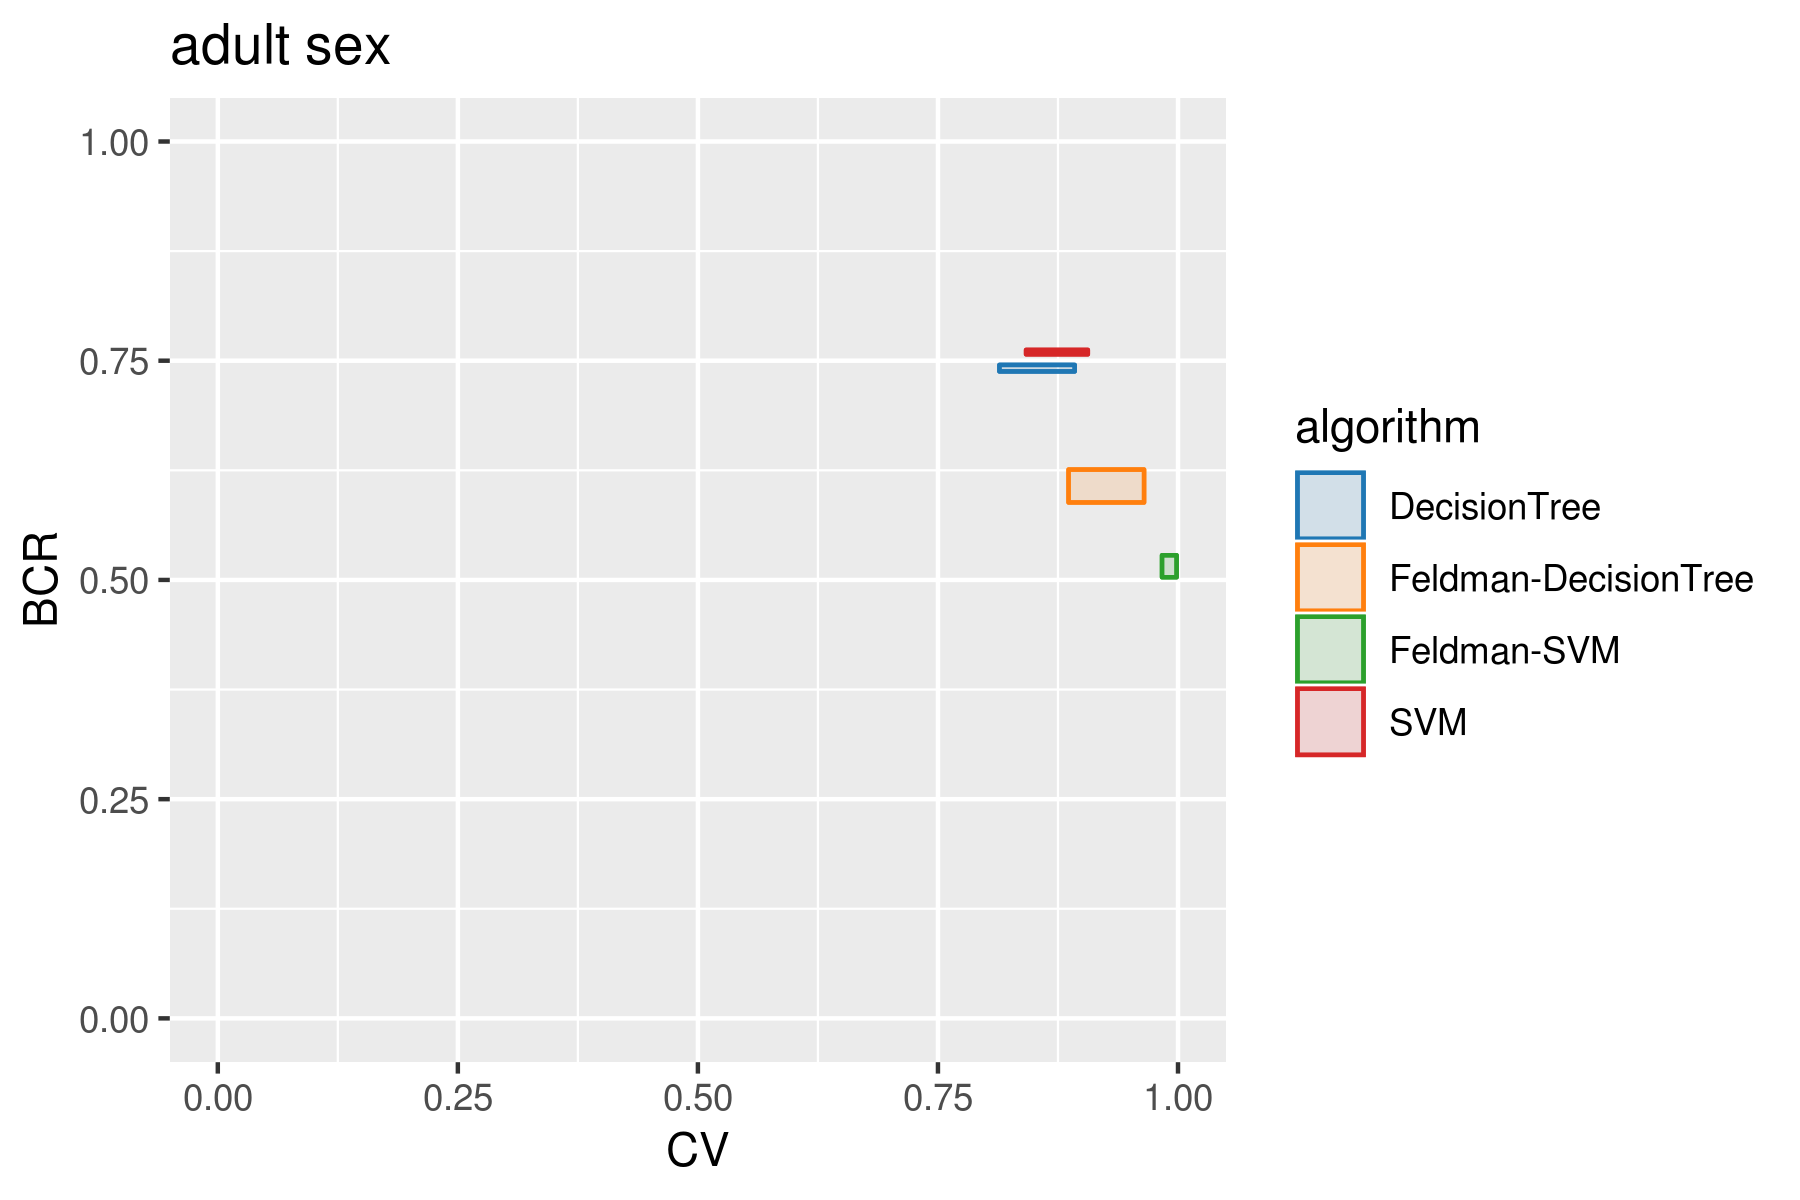 adult sex
1.00
0.75
0.50
0.25
0.00
BCR
0.00 0.25 0.50 0.75 1.00
CV
algorithm
DecisionTree
Feldman-DecisionTree
Feldman-SVM
SVM